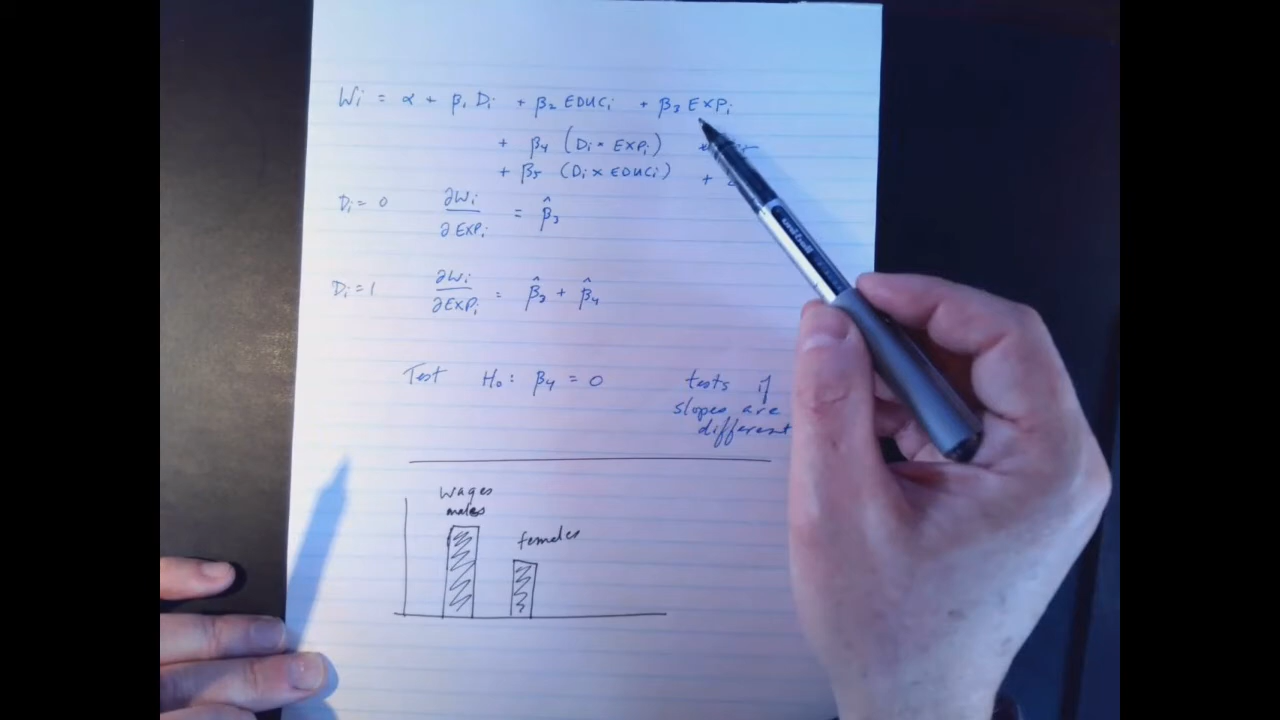 Wi = α + β₁ Di + β₂ EDUCi + β₃ EXPi
+ β₄ (Di × EXPi)
+ β₅ (Di × EDUCi) +
Di = 0 ∂Wi/∂EXPi = β̂₃
Di = 1 ∂Wi/∂EXPi = β̂₃ + β̂₄
Test H₀: β₄ = 0 tests if
slopes are
different
wages
males
females